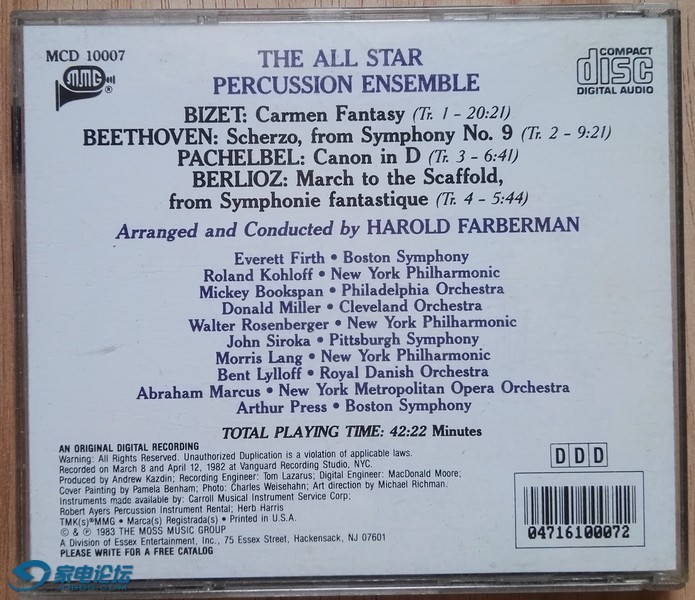 MCD 10007
MMG®
THE ALL STAR
PERCUSSION ENSEMBLE
COMPACT
disc
DIGITAL AUDIO
BIZET: Carmen Fantasy (Tr. 1 – 20:21)
BEETHOVEN: Scherzo, from Symphony No. 9 (Tr. 2 – 9:21)
PACHELBEL: Canon in D (Tr. 3 – 6:41)
BERLIOZ: March to the Scaffold,
from Symphonie fantastique (Tr. 4 – 5:44)
Arranged and Conducted by HAROLD FARBERMAN
Everett Firth • Boston Symphony
Roland Kohloff • New York Philharmonic
Mickey Bookspan • Philadelphia Orchestra
Donald Miller • Cleveland Orchestra
Walter Rosenberger • New York Philharmonic
John Siroka • Pittsburgh Symphony
Morris Lang • New York Philharmonic
Bent Lylloff • Royal Danish Orchestra
Abraham Marcus • New York Metropolitan Opera Orchestra
Arthur Press • Boston Symphony
TOTAL PLAYING TIME: 42:22 Minutes
AN ORIGINAL DIGITAL RECORDING
Warning: All Rights Reserved. Unauthorized Duplication is a violation of applicable laws.
Recorded on March 8 and April 12, 1982 at Vanguard Recording Studio, NYC.
Produced by Andrew Kazdin; Recording Engineer: Tom Lazarus; Digital Engineer: MacDonald Moore;
Cover Painting by Pamela Benham; Photo: Charles Weisehahn; Art direction by Michael Richman.
Instruments made available by: Carroll Musical Instrument Service Corp;
Robert Ayers Percussion Instrument Rental; Herb Harris
TMK(s)®MMG • Marca(s) Registrada(s) • Printed in U.S.A.
© & ℗ 1983 THE MOSS MUSIC GROUP
A Division of Essex Entertainment, Inc., 75 Essex Street, Hackensack, NJ 07601
PLEASE WRITE FOR A FREE CATALOG
DDD
04716100072
家电论坛